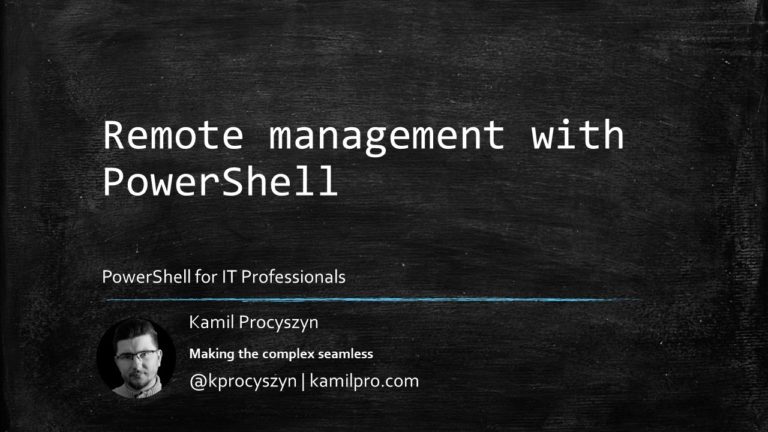 Remote management with
PowerShell
PowerShell for IT Professionals
Kamil Procyszyn
Making the complex seamless
@kprocyszyn | kamilpro.com